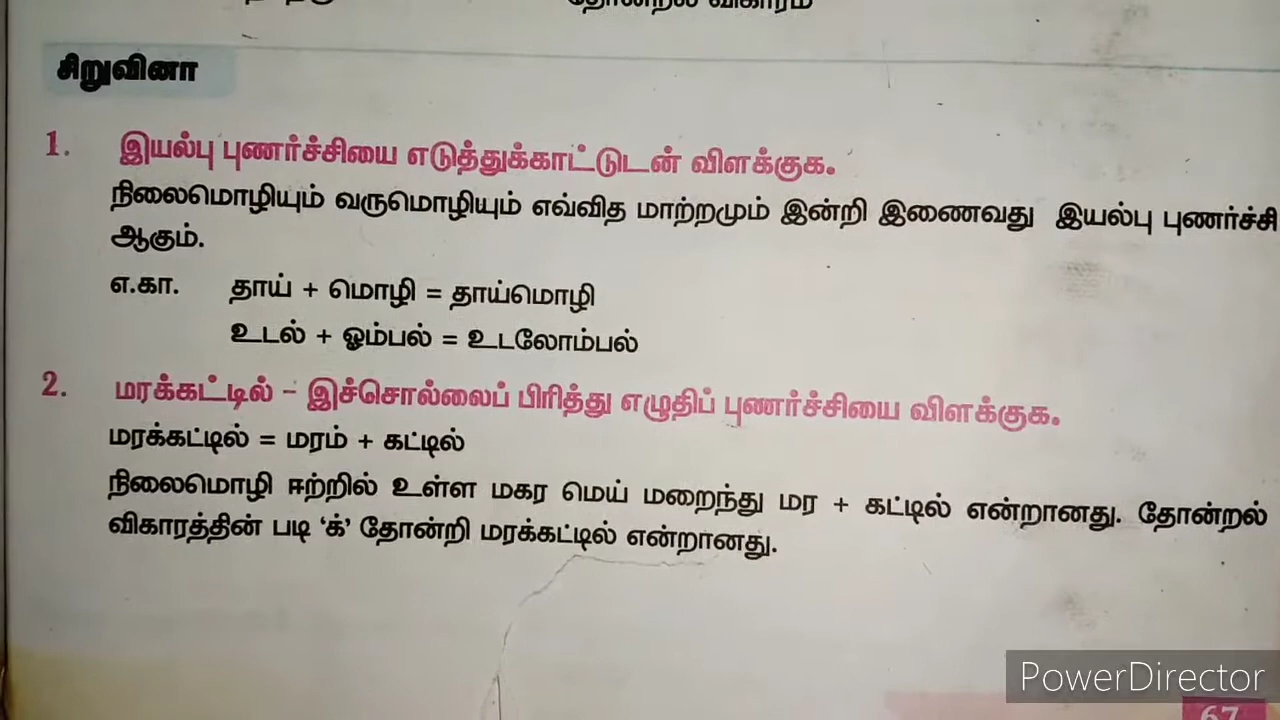 தோன்றல் விகாரம்
சிறுவினா
1. இயல்பு புணர்ச்சியை எடுத்துக்காட்டுடன் விளக்குக.
நிலைமொழியும் வருமொழியும் எவ்வித மாற்றமும் இன்றி இணைவது இயல்பு புணர்ச்சி
ஆகும்.
எ.கா. தாய் + மொழி = தாய்மொழி
உடல் + ஓம்பல் = உடலோம்பல்
2. மரக்கட்டில் - இச்சொல்லைப் பிரித்து எழுதிப் புணர்ச்சியை விளக்குக.
மரக்கட்டில் = மரம் + கட்டில்
நிலைமொழி ஈற்றில் உள்ள மகர மெய் மறைந்து மர + கட்டில் என்றானது. தோன்றல்
விகாரத்தின் படி ‘க்’ தோன்றி மரக்கட்டில் என்றானது.
PowerDirector
67